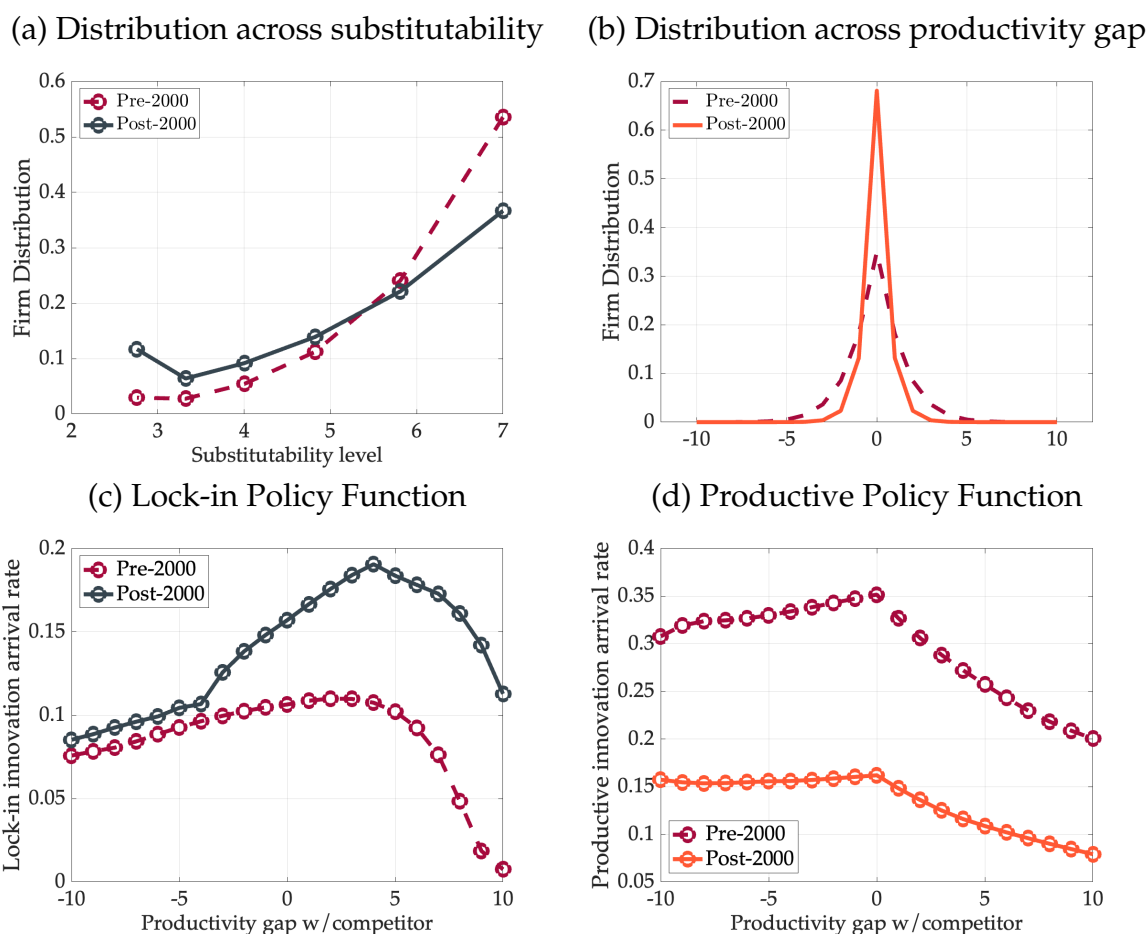 (a) Distribution across substitutability
0.6
0.5
0.4
0.3
0.2
0.1
0
Firm Distribution
Pre-2000
Post-2000
2 3 4 5 6 7
Substitutability level
(b) Distribution across productivity gap
0.7
0.6
0.5
0.4
0.3
0.2
0.1
0
Firm Distribution
Pre-2000
Post-2000
-10 -5 0 5 10
(c) Lock-in Policy Function
0.2
0.15
0.1
0.05
0
Lock-in innovation arrival rate
Pre-2000
Post-2000
-10 -5 0 5 10
Productivity gap w/competitor
(d) Productive Policy Function
0.4
0.35
0.3
0.25
0.2
0.15
0.1
0.05
Productive innovation arrival rate
Pre-2000
Post-2000
-10 -5 0 5 10
Productivity gap w/competitor